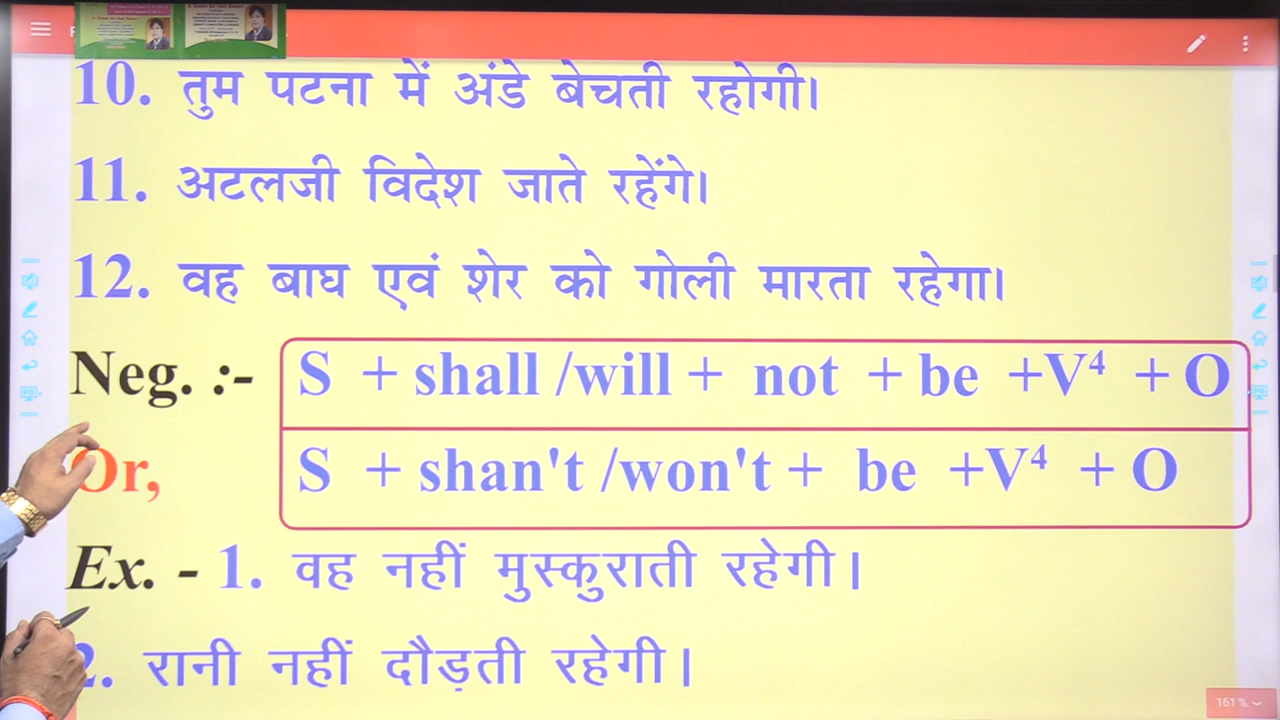 10. तुम पटना में अंडे बेचती रहोगी।
11. अटलजी विदेश जाते रहेंगे।
12. वह बाघ एवं शेर को गोली मारता रहेगा।
Neg. :- S + shall /will + not + be +V⁴ + O
Or, S + shan't /won't + be +V⁴ + O
Ex. - 1. वह नहीं मुस्कुराती रहेगी।
2. रानी नहीं दौड़ती रहेगी।
161 %